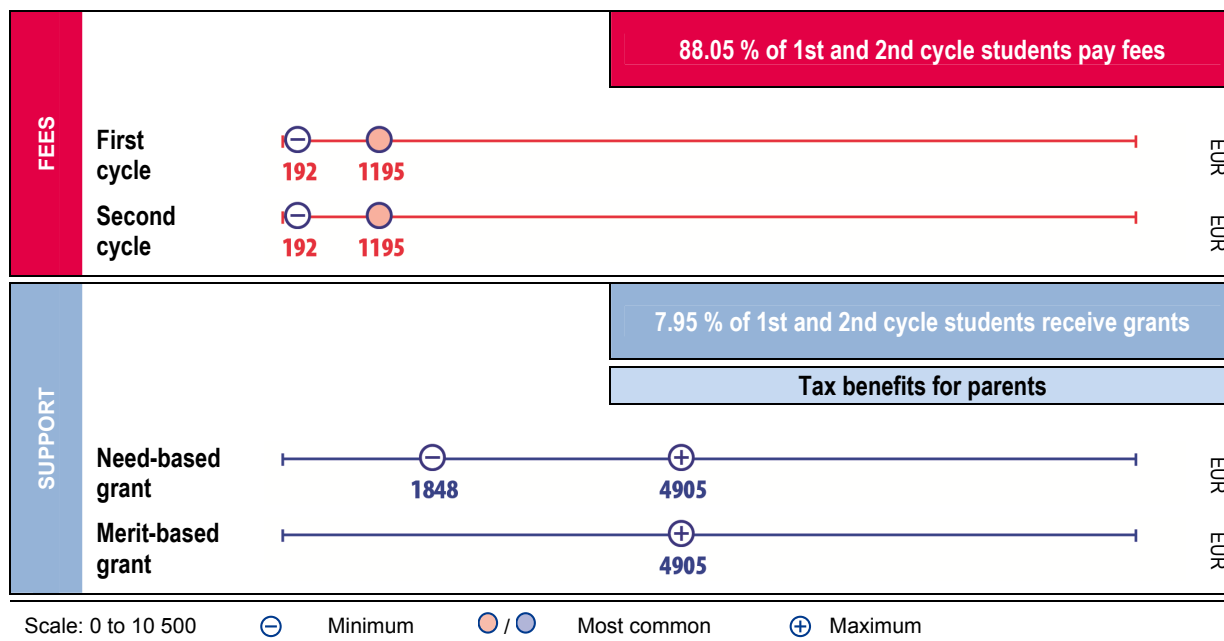 88.05 % of 1st and 2nd cycle students pay fees
FEES
First
cycle
192 1195
EUR
Second
cycle
192 1195
EUR
7.95 % of 1st and 2nd cycle students receive grants
Tax benefits for parents
SUPPORT
Need-based
grant
1848 4905
EUR
Merit-based
grant
4905
EUR
Scale: 0 to 10 500 Minimum / Most common Maximum